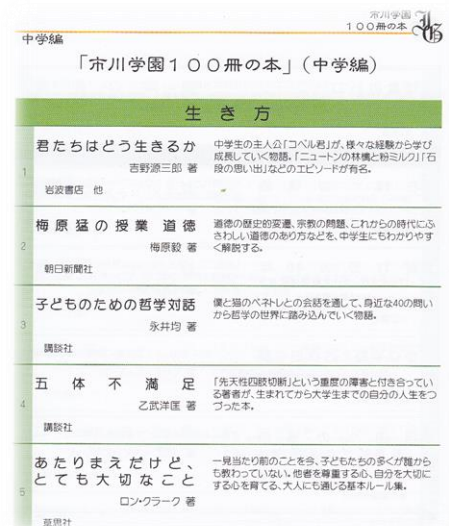 市川学園
100冊の本
中学編
「市川学園100冊の本」(中学編)
生き方
1
君たちはどう生きるか
吉野源三郎 著
岩波書店 他
中学生の主人公「コペル君」が、様々な経験から学び
成長していく物語。「ニュートンの林檎と粉ミルク」「石
段の思い出」などのエピソードが有名。
2
梅原猛の授業 道徳
梅原毅 著
朝日新聞社
道徳の歴史的変遷、宗教の問題、これからの時代にふ
さわしい道徳のあり方などを、中学生にもわかりやす
く解説する。
3
子どものための哲学対話
永井均 著
講談社
僕と猫のペネトレとの会話を通して、身近な40の問い
から哲学の世界に踏み込んでいく物語。
4
五体不満足
乙武洋匡 著
講談社
「先天性四肢切断」という重度の障害と付き合ってい
る著者が、生まれてから大学生までの自分の人生をつ
づった本。
5
あたりまえだけど、
とても大切なこと
ロン・クラーク 著
草思社
一見当たり前のことを今、子どもたちの多くが誰から
も教わっていない。他者を尊重する心、自分を大切に
する心を育てる、大人にも通じる基本ルール集。